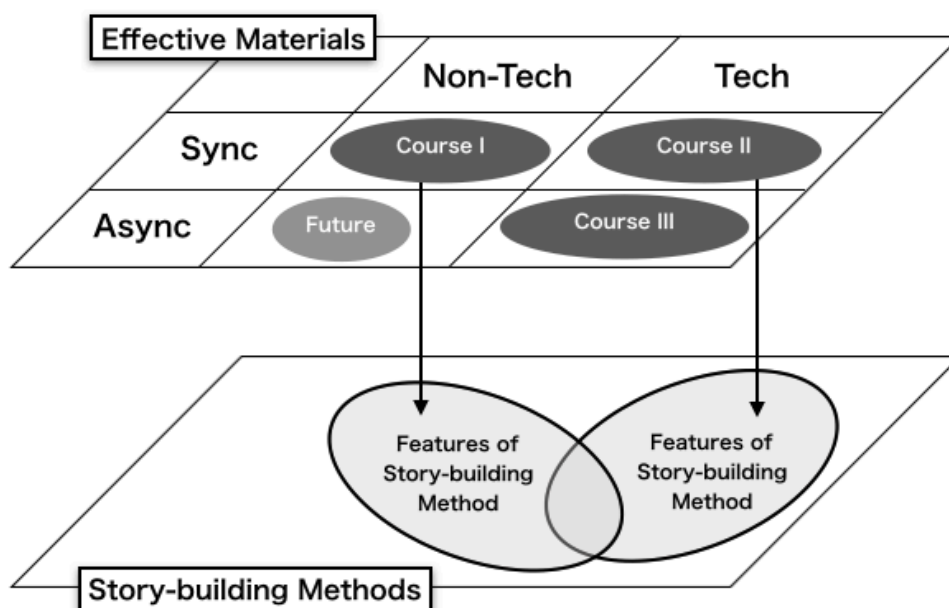 Effective Materials
Non-Tech
Tech
Sync
Course I
Course II
Async
Future
Course III
Features of
Story-building
Method
Features of
Story-building
Method
Story-building Methods